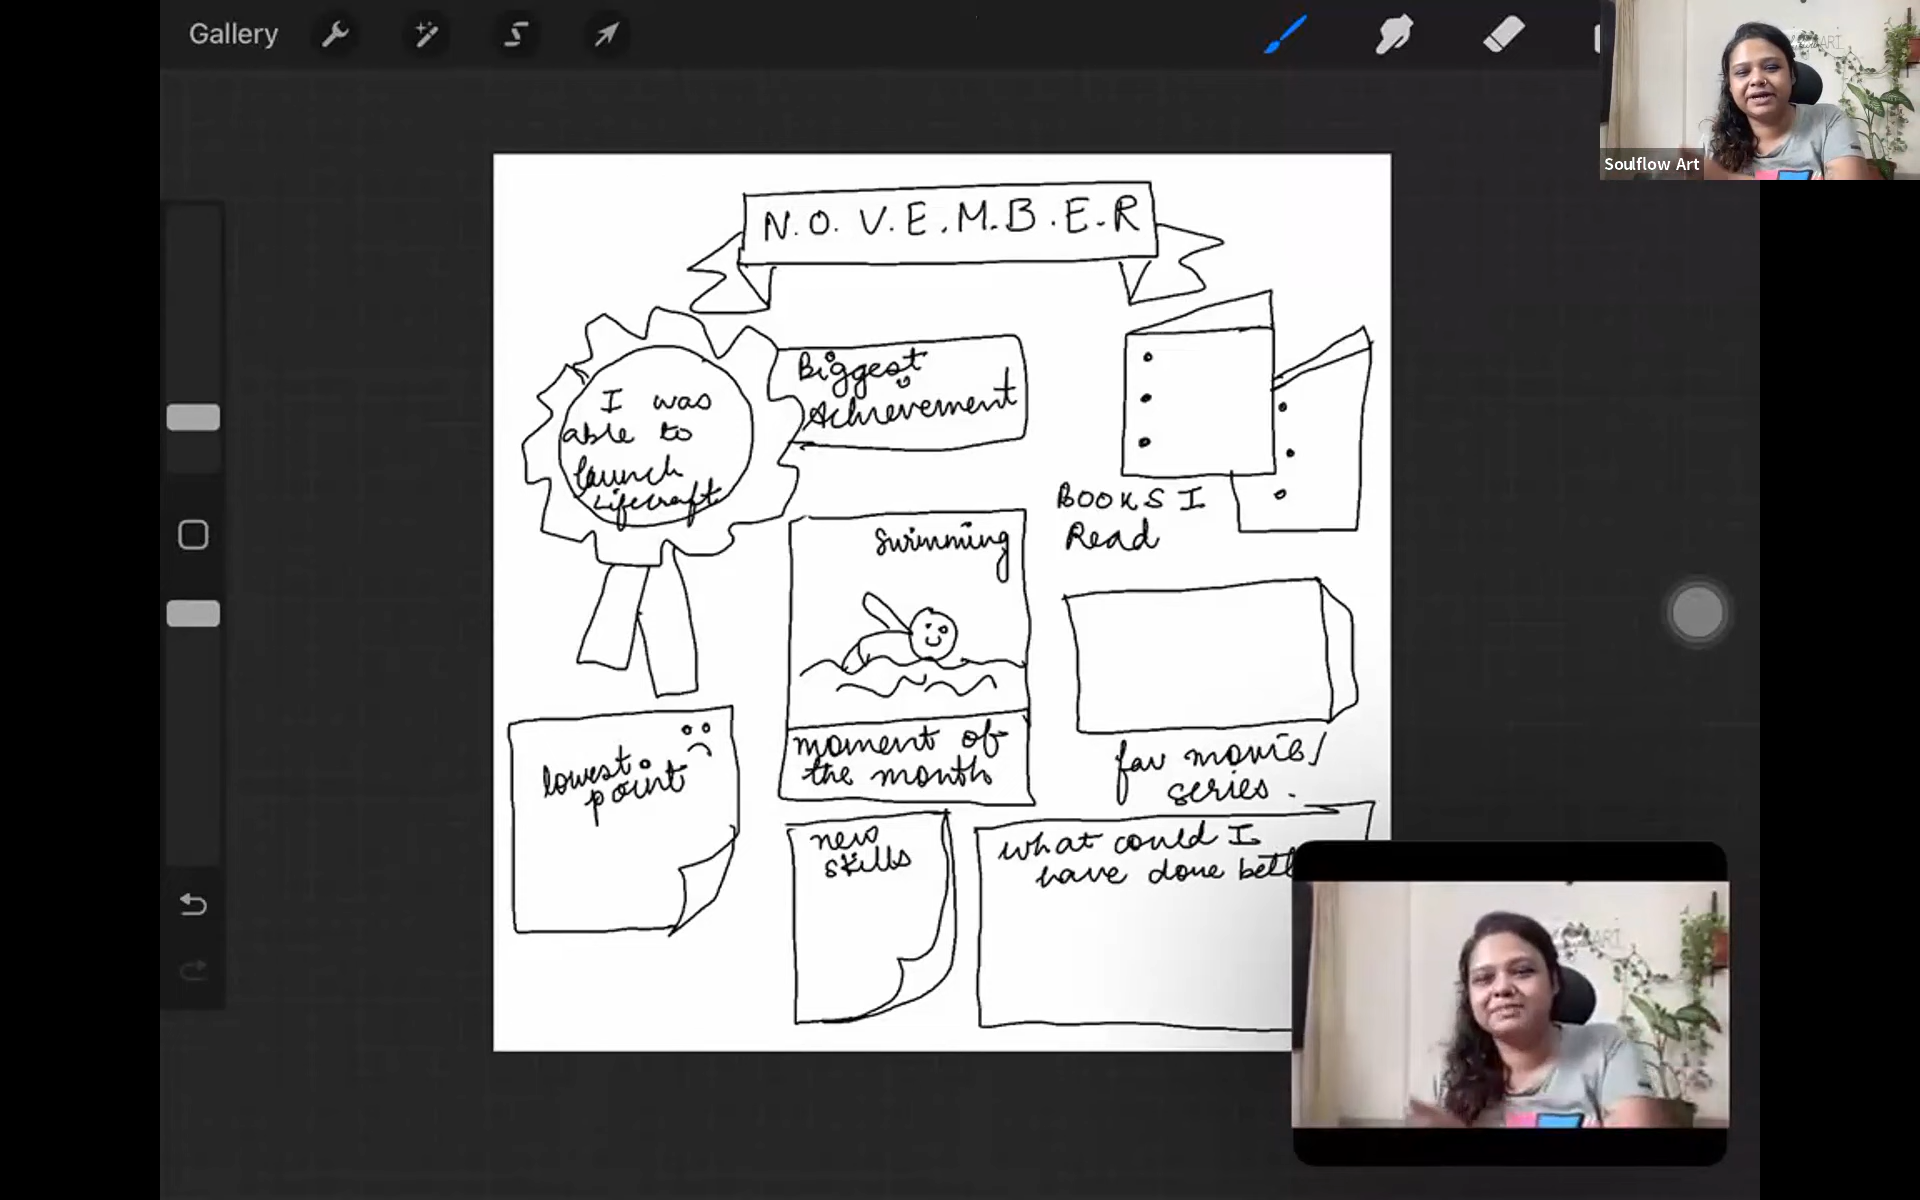 Gallery
Soulflow Art
N.O.V.E.M.B.E.R
I was
able to
launch
Lifecraft
Biggest
Achievement
BOOKS I
Read
Swimming
moment of
the month
fav movie/
series.
lowest
point
new
skills
what could I
have done bett